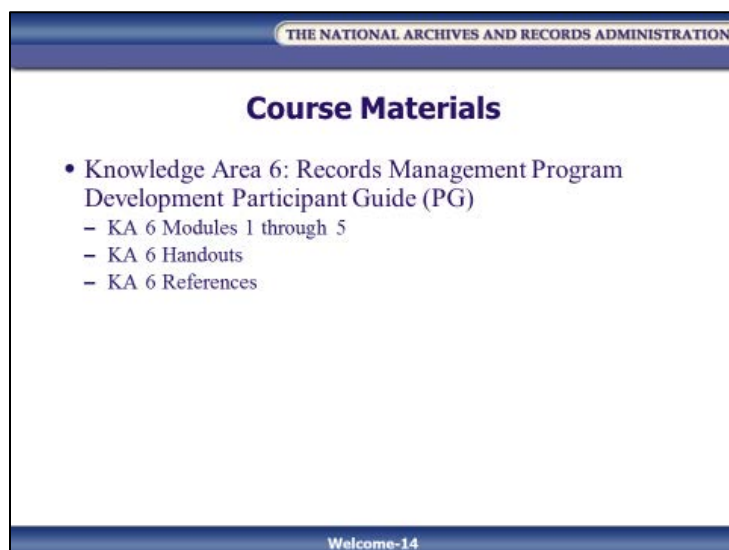 THE NATIONAL ARCHIVES AND RECORDS ADMINISTRATION
Course Materials
• Knowledge Area 6: Records Management Program
Development Participant Guide (PG)
– KA 6 Modules 1 through 5
– KA 6 Handouts
– KA 6 References
Welcome-14